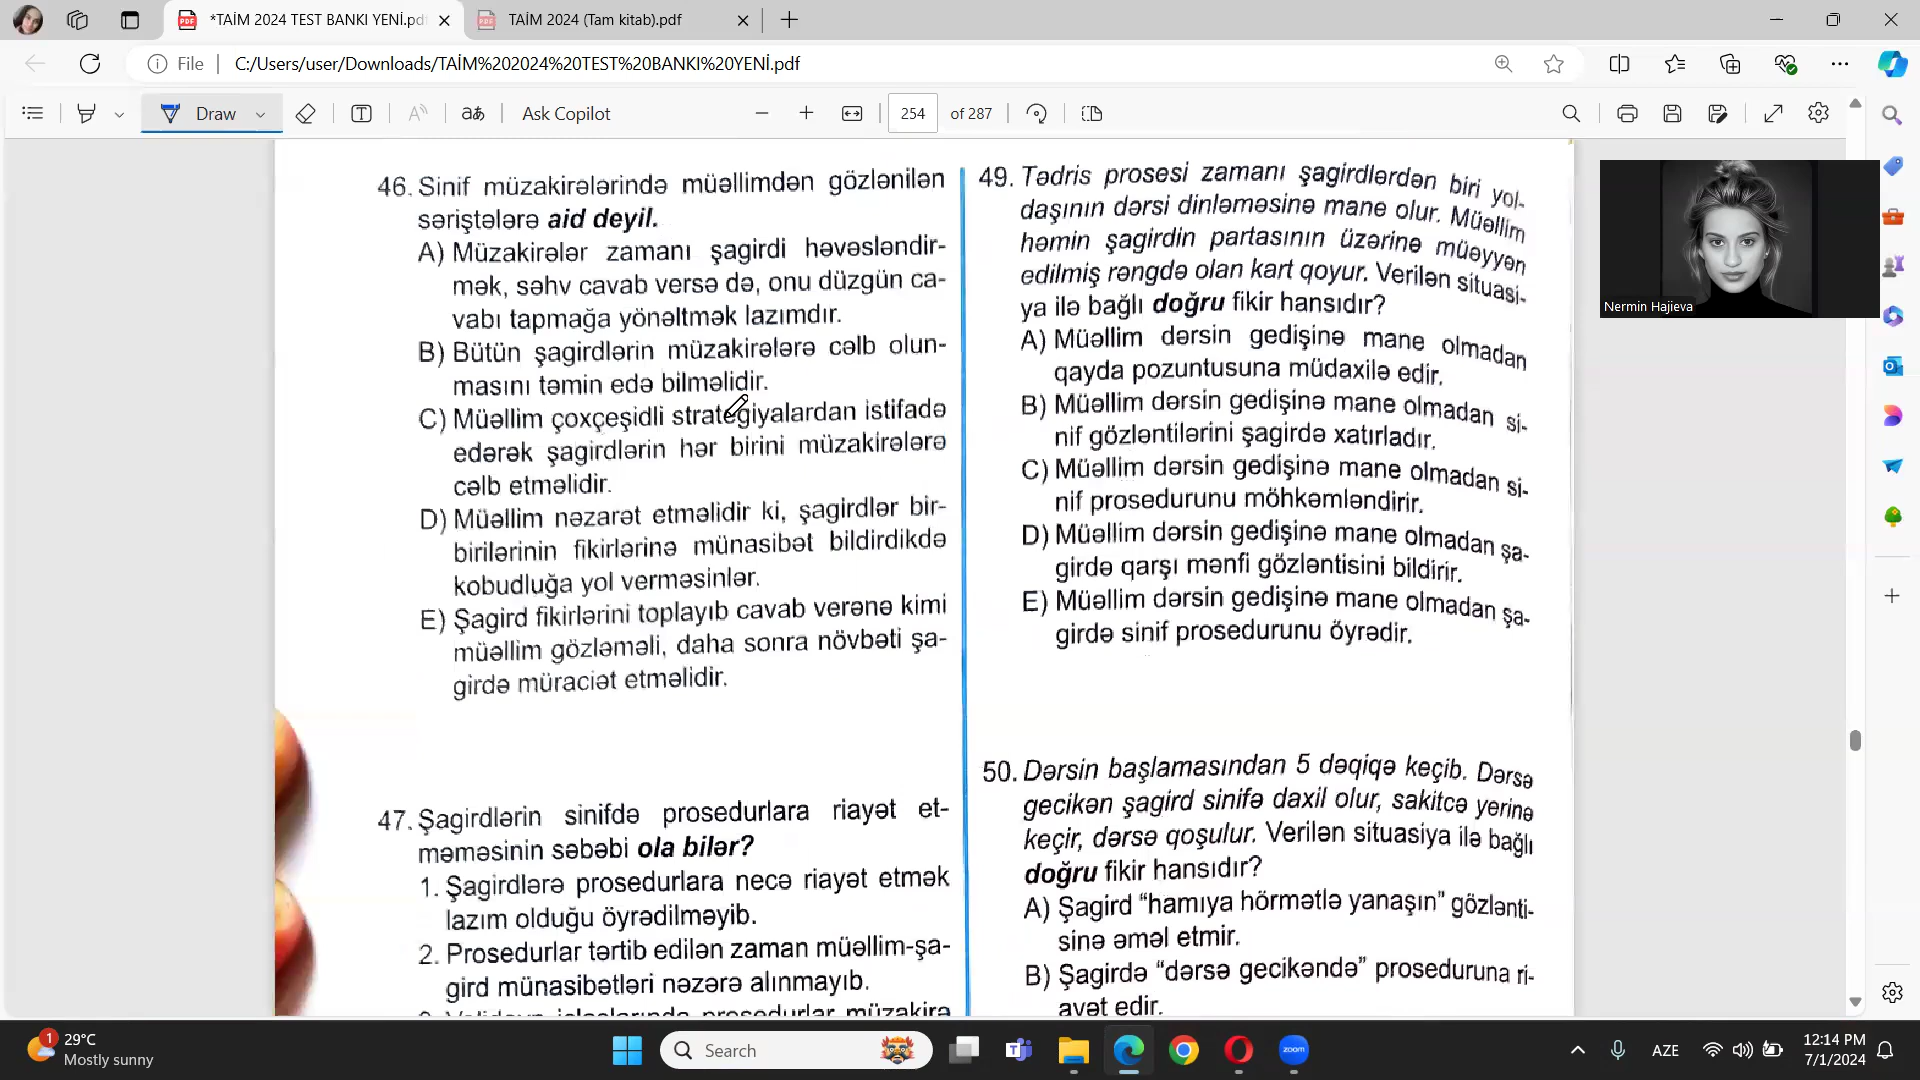 *TAİM 2024 TEST BANKI YENİ.pd
TAİM 2024 (Tam kitab).pdf
File
C:/Users/user/Downloads/TAİM%202024%20TEST%20BANKI%20YENİ.pdf
Draw
Ask Copilot
254 of 287
46. Sinif müzakirələrində müəllimdən gözlənilən
səriştələrə aid deyil.
A) Müzakirələr zamanı şagirdi həvəsləndir-
mək, səhv cavab versə də, onu düzgün ca-
vabı tapmağa yönəltmək lazımdır.
B) Bütün şagirdlərin müzakirələrə cəlb olun-
masını təmin edə bilməlidir.
C) Müəllim çoxçeşidli strategiyalardan istifadə
edərək şagirdlərin hər birini müzakirələrə
cəlb etməlidir.
D) Müəllim nəzarət etməlidir ki, şagirdlər bir-
birilərinin fikirlərinə münasibət bildirdikdə
kobudluğa yol verməsinlər.
E) Şagird fikirlərini toplayıb cavab verənə kimi
müəllim gözləməli, daha sonra növbəti şa-
girdə müraciət etməlidir.
47. Şagirdlərin sinifdə prosedurlara riayət et-
məməsinin səbəbi ola bilər?
1. Şagirdlərə prosedurlara necə riayət etmək
lazım olduğu öyrədilməyib.
2. Prosedurlar tərtib edilən zaman müəllim-şa-
gird münasibətləri nəzərə alınmayıb.
49. Tədris prosesi zamanı şagirdlərdən biri yol-
daşının dərsi dinləməsinə mane olur. Müəllim
həmin şagirdin partasının üzərinə müəyyən
edilmiş rəngdə olan kart qoyur. Verilən situasi-
ya ilə bağlı doğru fikir hansıdır?
A) Müəllim dərsin gedişinə mane olmadan
qayda pozuntusuna müdaxilə edir.
B) Müəllim dərsin gedişinə mane olmadan si-
nif gözləntilərini şagirdə xatırladır.
C) Müəllim dərsin gedişinə mane olmadan si-
nif prosedurunu möhkəmləndirir.
D) Müəllim dərsin gedişinə mane olmadan şa-
girdə qarşı mənfi gözləntisini bildirir.
E) Müəllim dərsin gedişinə mane olmadan şa-
girdə sinif prosedurunu öyrədir.
50. Dərsin başlamasından 5 dəqiqə keçib. Dərsə
gecikən şagird sinifə daxil olur, sakitcə yerinə
keçir, dərsə qoşulur. Verilən situasiya ilə bağlı
doğru fikir hansıdır?
A) Şagird “hamıya hörmətlə yanaşın” gözlənti-
sinə əməl etmir.
B) Şagirdə “dərsə gecikəndə” proseduruna ri-
ayət edir.
Nermin Hajieva
1
29°C
Mostly sunny
Search
zoom
AZE
12:14 PM
7/1/2024